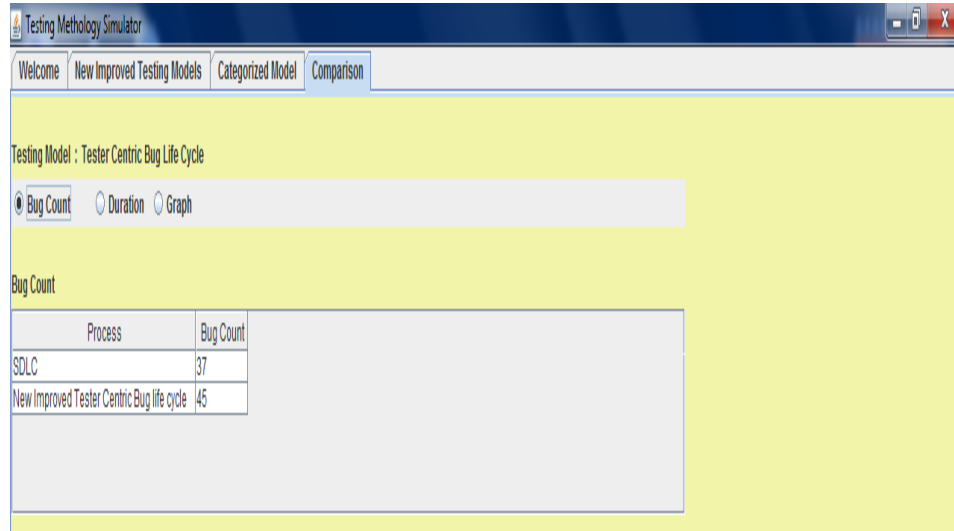 Testing Methology Simulator
Welcome New Improved Testing Models Categorized Model Comparison
Testing Model : Tester Centric Bug Life Cycle
Bug Count Duration Graph
Bug Count
Process Bug Count
SDLC 37
New Improved Tester Centric Bug life cycle 45